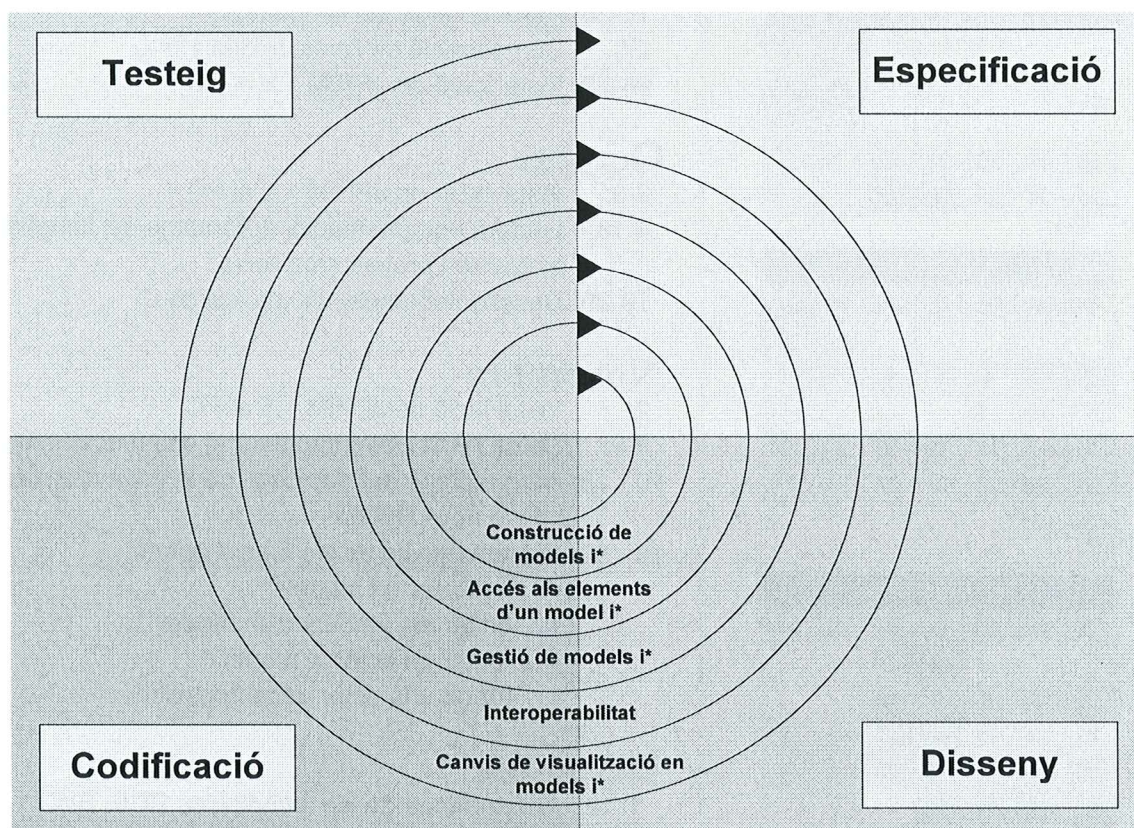 Testeig
Especificació
Construcció de
models i*
Accés als elements
d'un model i*
Gestió de models i*
Interoperabilitat
Canvis de visualització en
models i*
Codificació
Disseny